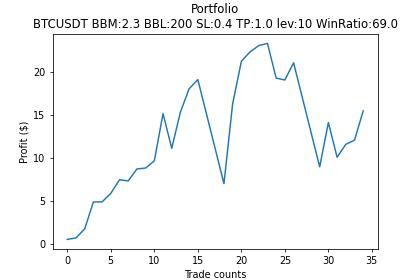 Portfolio
BTCUSDT BBM:2.3 BBL:200 SL:0.4 TP:1.0 lev:10 WinRatio:69.0
Profit ($)
20
15
10
5
0
0 5 10 15 20 25 30 35
Trade counts